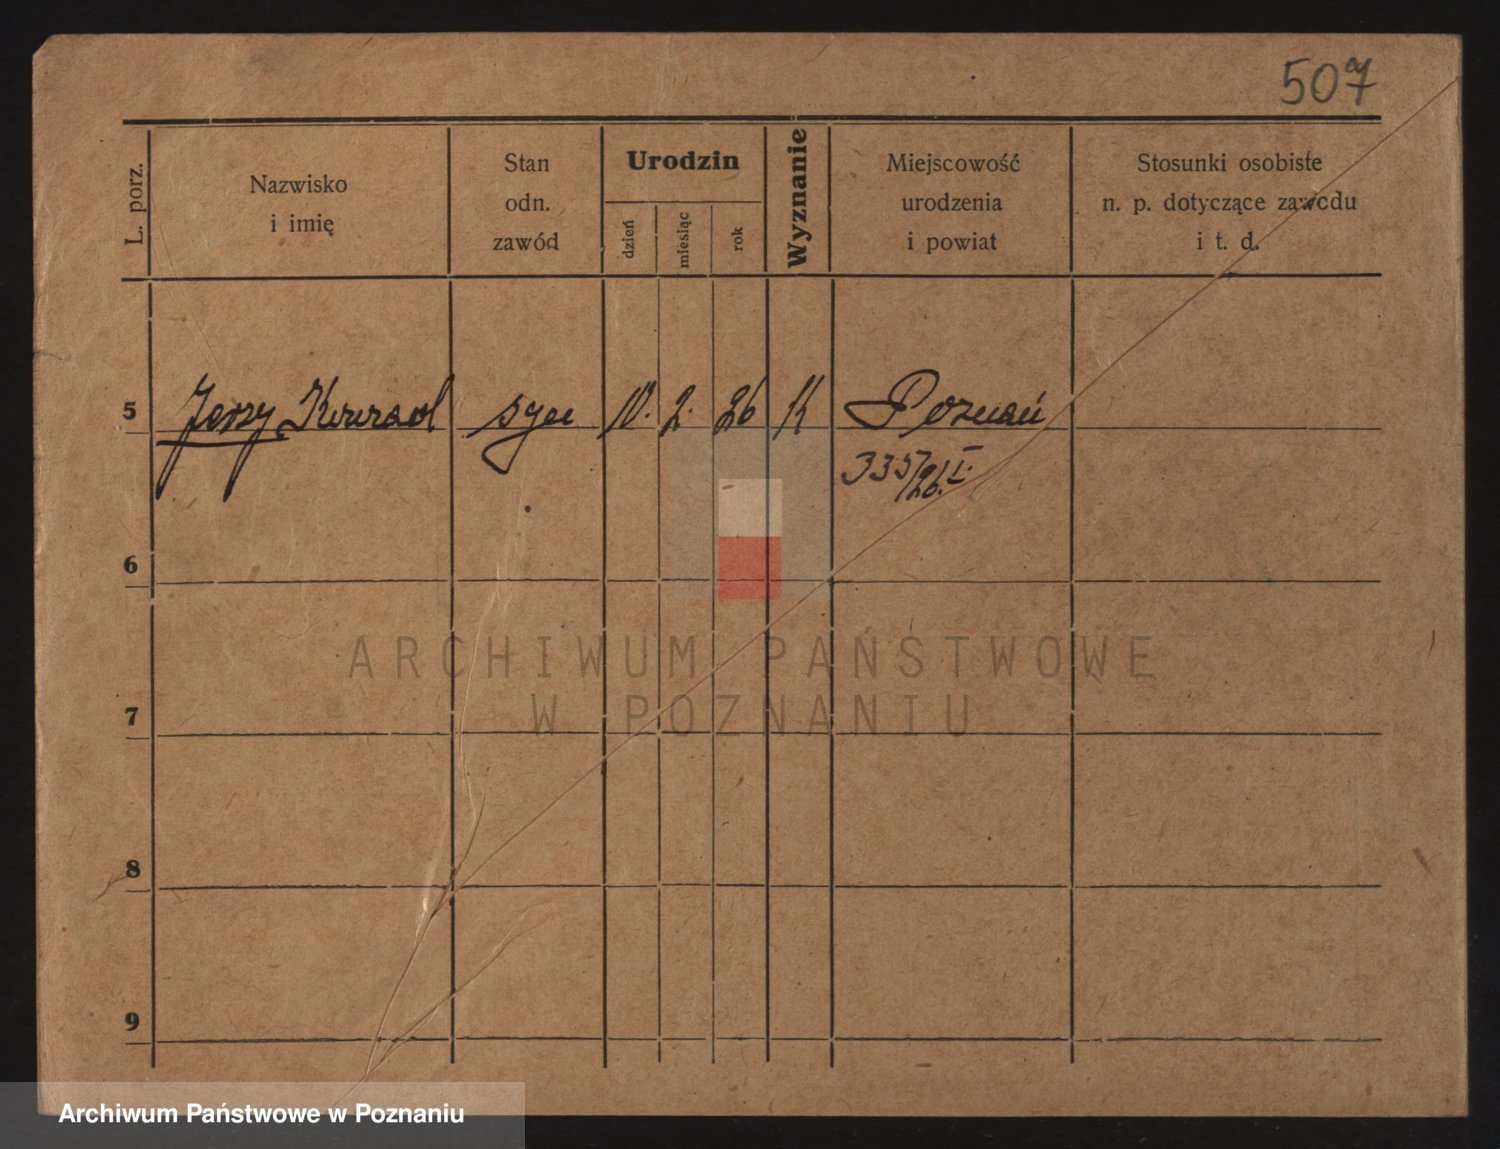 507
L. porz.
Nazwisko
i imię
Stan
odn.
zawód
Urodzin
dzień
miesiąc
rok
Wyznanie
Miejscowość
urodzenia
i powiat
Stosunki osobiste
n. p. dotyczące zawodu
i t. d.
5 Jerzy Konrad syn 10. 2. 26 k Poznań
335/26.I.
6
ARCHIWUM PAŃSTWOWE
W POZNANIU
7
8
9
Archiwum Państwowe w Poznaniu